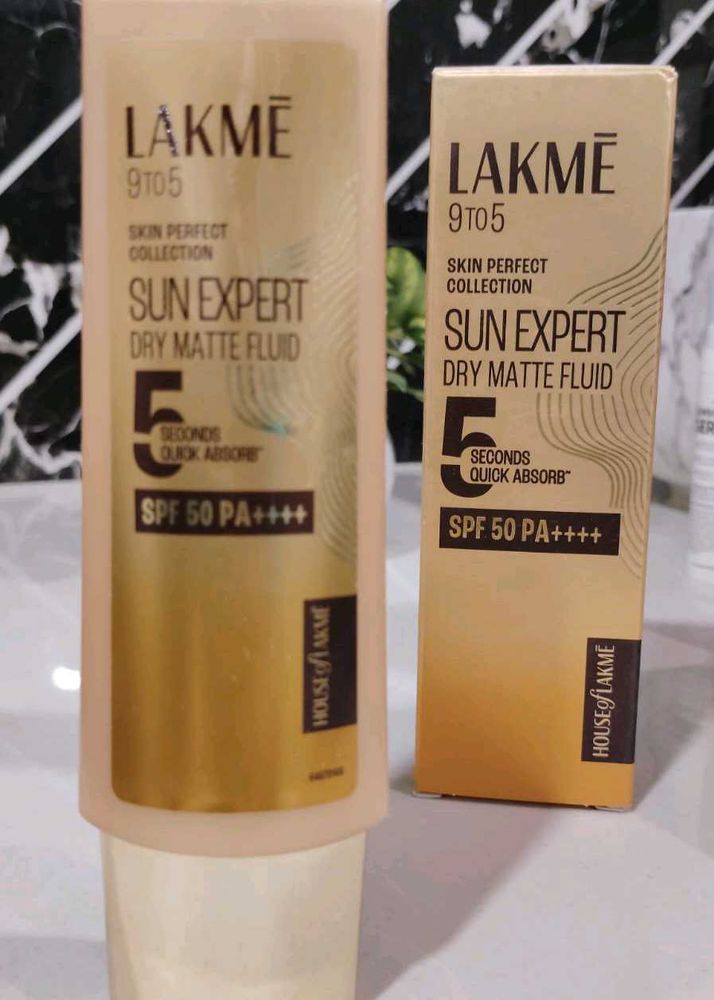 LAKMĒ
9TO5
SKIN PERFECT
COLLECTION
SUN EXPERT
DRY MATTE FLUID
5
SECONDS
QUICK ABSORB~
SPF 50 PA++++
HOUSE of LAKMĒ
LAKMĒ
9TO5
SKIN PERFECT
COLLECTION
SUN EXPERT
DRY MATTE FLUID
5
SECONDS
QUICK ABSORB~
SPF 50 PA++++
HOUSE of LAKMĒ